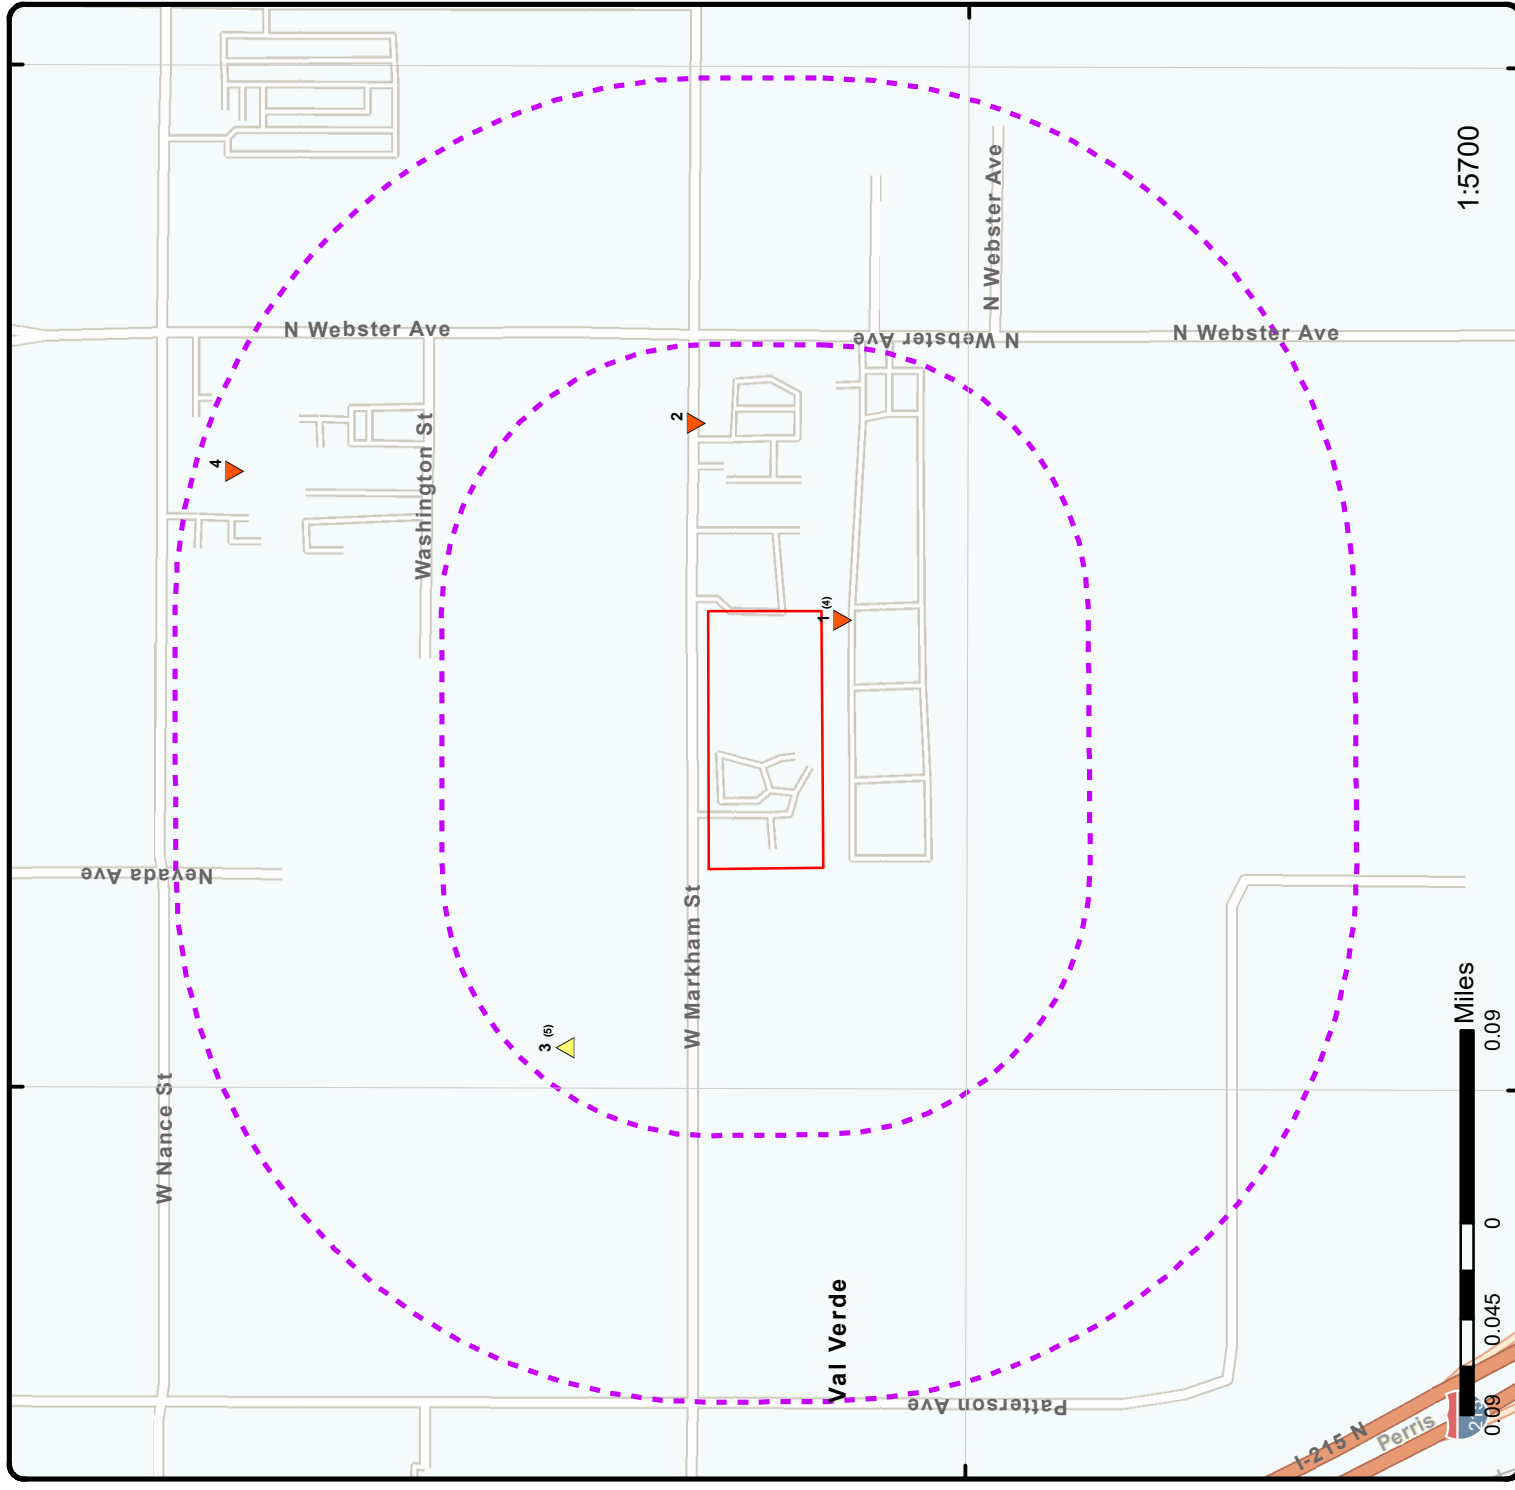 N Webster Ave
N Webster Ave
N Webster Ave
N Webster Ave
1:5700
4
2
Washington St
1 (4)
Nevada Ave
W Markham St
3 (5)
W Nance St
Miles
0.09
0
0.045
0.09
Val Verde
Patterson Ave
I-215 N
Perris